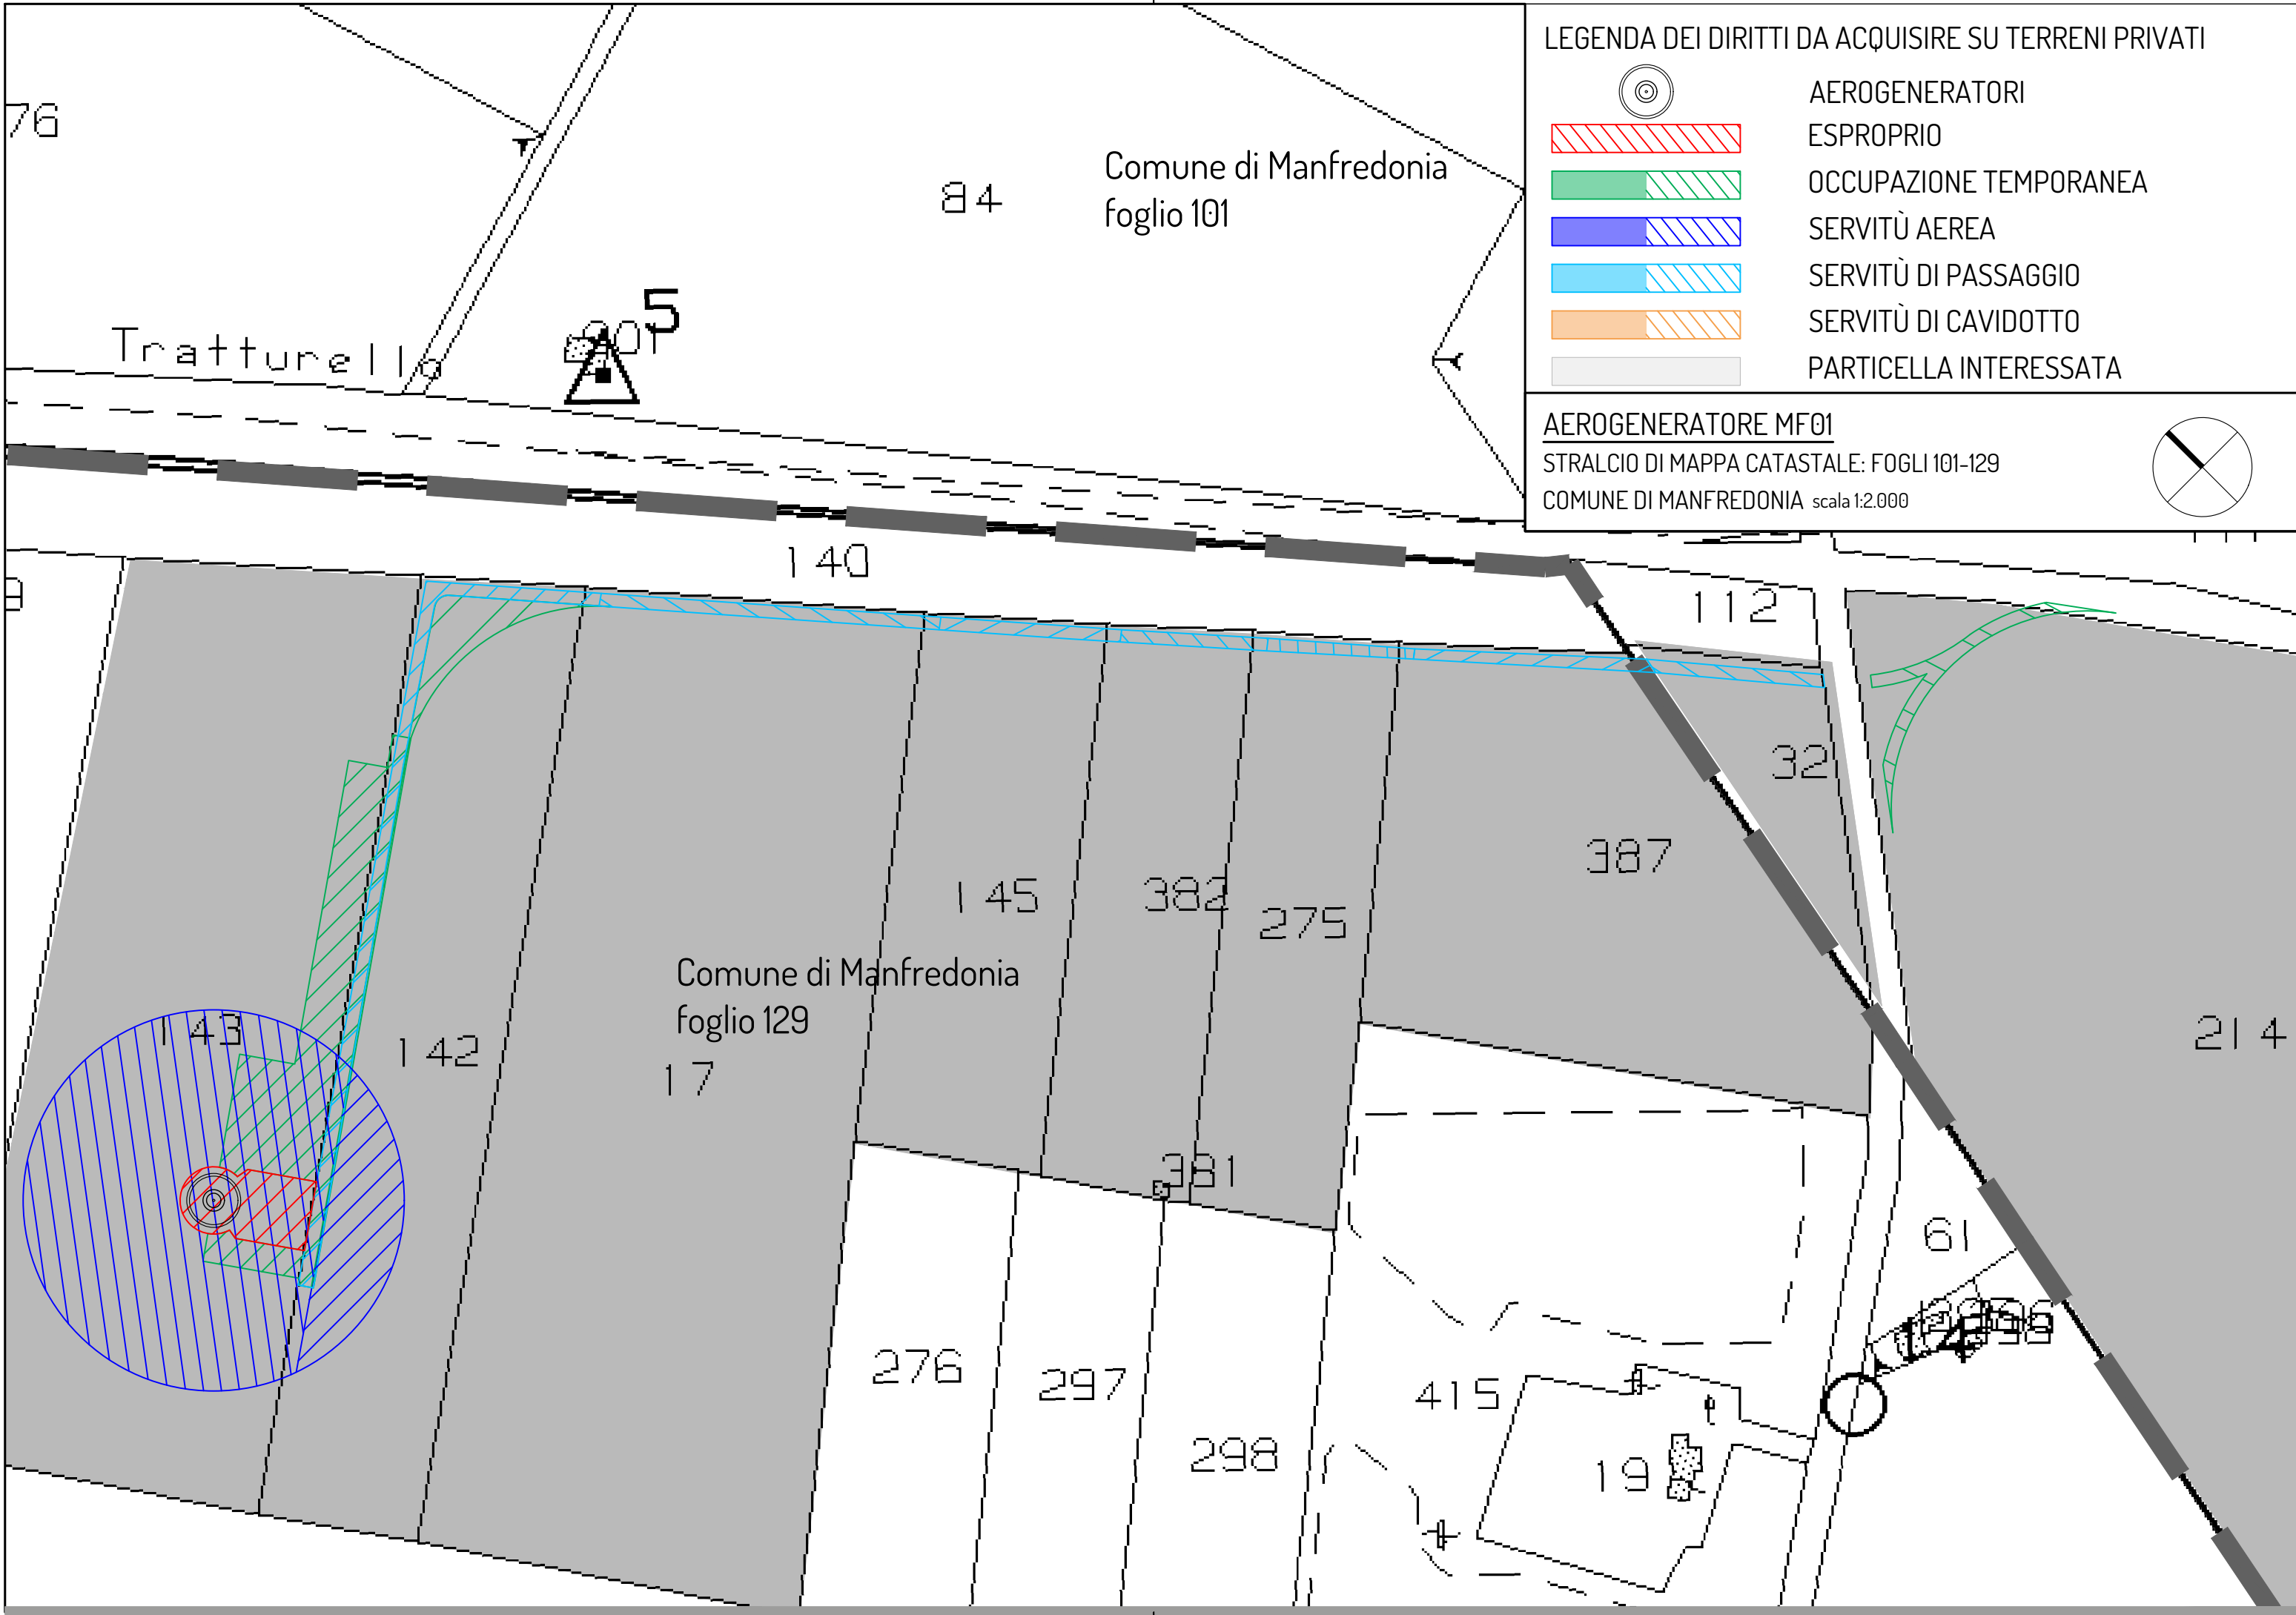 LEGENDA DEI DIRITTI DA ACQUISIRE SU TERRENI PRIVATI
AEROGENERATORI
ESPROPRIO
OCCUPAZIONE TEMPORANEA
SERVITÙ AEREA
SERVITÙ DI PASSAGGIO
SERVITÙ DI CAVIDOTTO
PARTICELLA INTERESSATA
AEROGENERATORE MF01
STRALCIO DI MAPPA CATASTALE: FOGLI 101-129
COMUNE DI MANFREDONIA scala 1:2.000
76
84
Comune di Manfredonia
foglio 101
5
Tratturello
140
112
32
387
145
382
275
Comune di Manfredonia
foglio 129
143
142
17
214
381
61
276
297
415
298
19